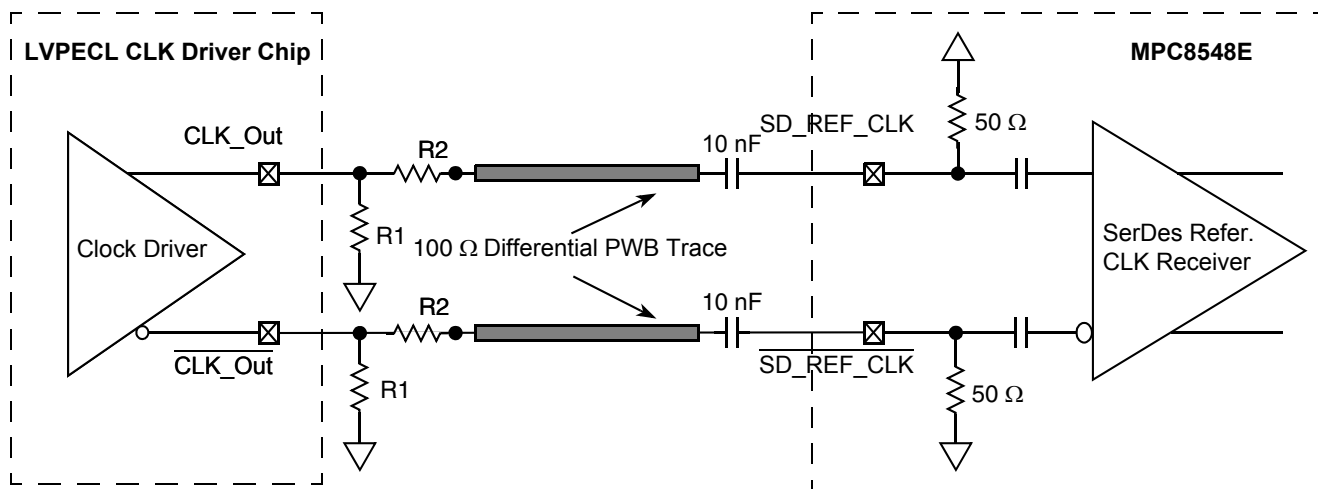 LVPECL CLK Driver Chip
MPC8548E
CLK_Out
R2
10 nF
SD_REF_CLK
50 Ω
Clock Driver
R1
100 Ω Differential PWB Trace
SerDes Refer.
CLK Receiver
R2
10 nF
CLK_Out
SD_REF_CLK
R1
50 Ω